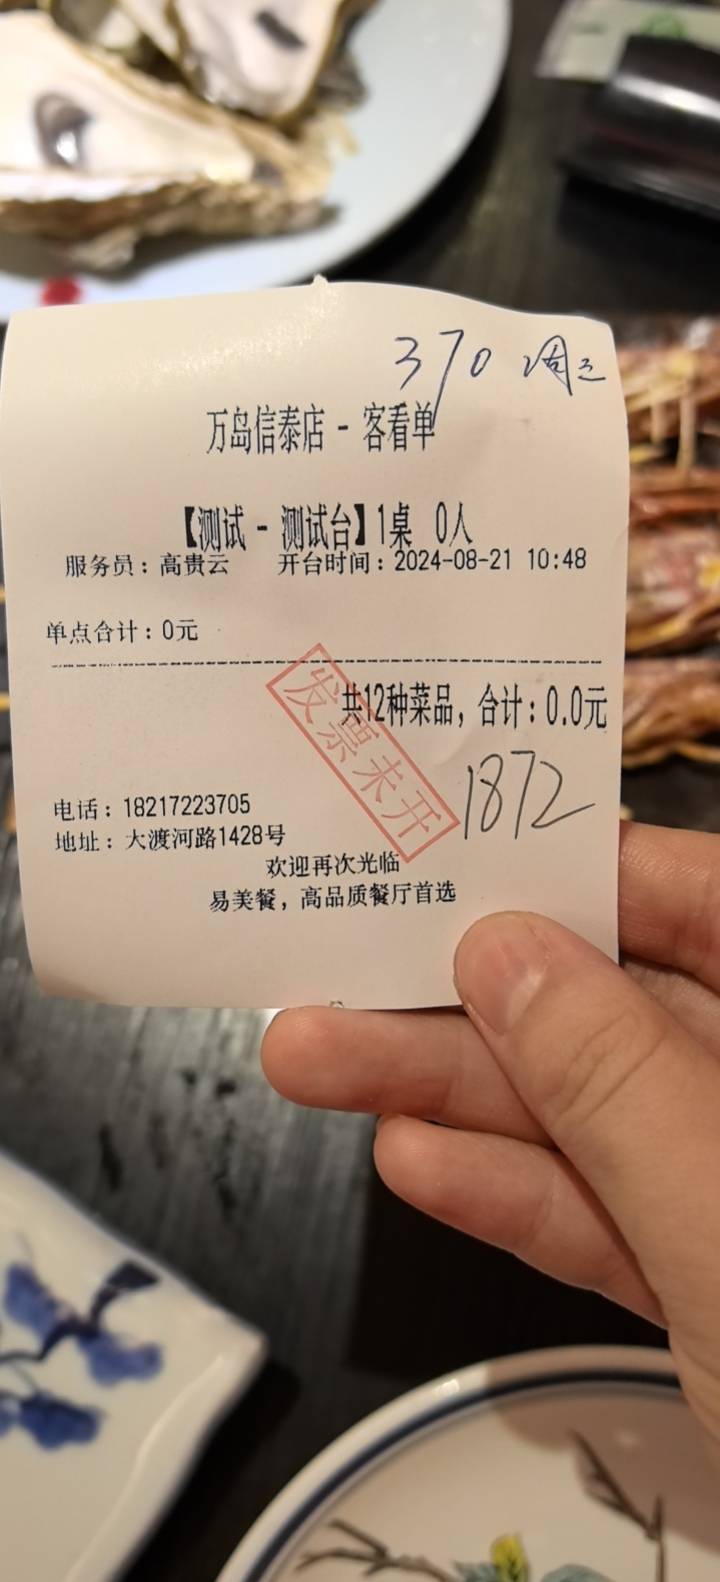 370 周三
万岛信泰店 - 客看单
【测试 - 测试台】1桌 0人
服务员：高贵云 开台时间：2024-08-21 10:48
单点合计：0元
共12种菜品，合计：0.0元
发票未开
1872
电话：18217223705
地址：大渡河路1428号
欢迎再次光临
易美餐，高品质餐厅首选